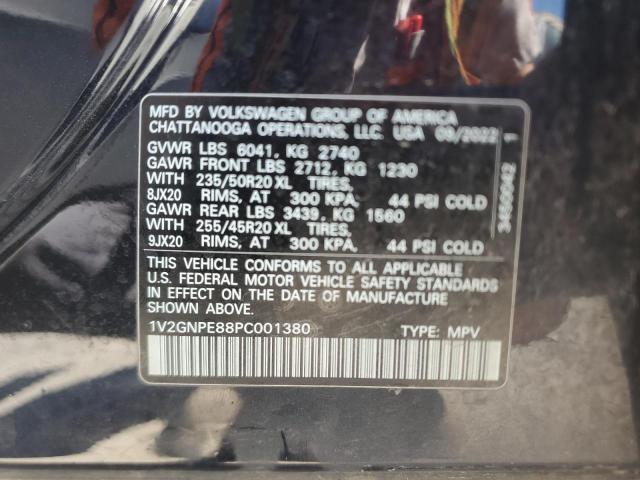 MFD BY VOLKSWAGEN GROUP OF AMERICA
CHATTANOOGA OPERATIONS, LLC. USA 09/2022
GVWR LBS 6041, KG 2740
GAWR FRONT LBS 2712, KG 1230
WITH 235/50R20 XL TIRES,
8JX20 RIMS, AT 300 KPA, 44 PSI COLD
GAWR REAR LBS 3439, KG 1560
WITH 255/45R20 XL TIRES,
9JX20 RIMS, AT 300 KPA, 44 PSI COLD
THIS VEHICLE CONFORMS TO ALL APPLICABLE
U.S. FEDERAL MOTOR VEHICLE SAFETY STANDARDS
IN EFFECT ON THE DATE OF MANUFACTURE
SHOWN ABOVE.
1V2GNPE88PC001380 TYPE: MPV
34590042 1